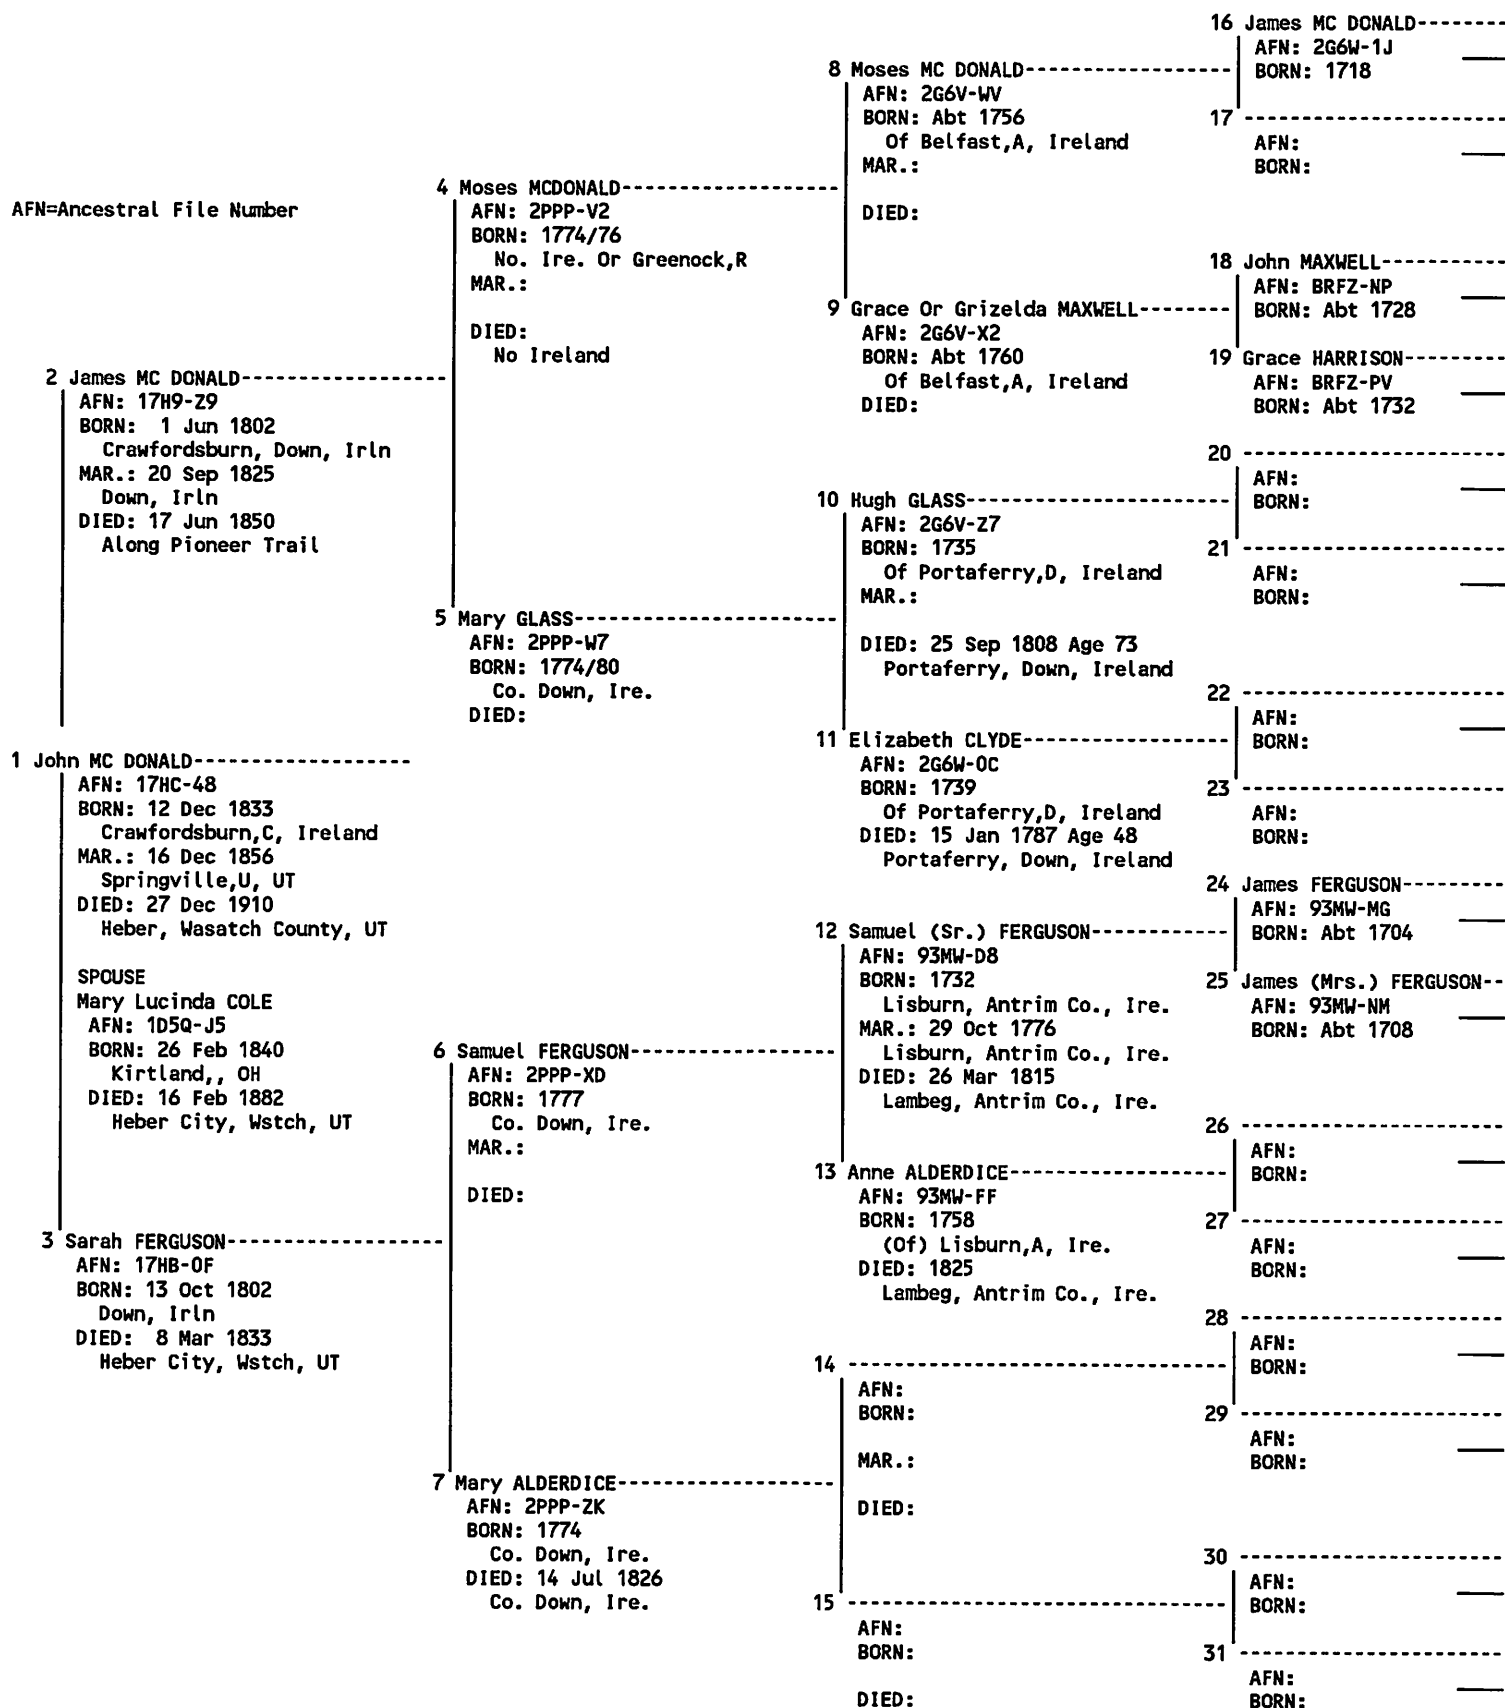 AFN=Ancestral File Number
1 John MC DONALD
AFN: 17HC-48
BORN: 12 Dec 1833
Crawfordsburn,C, Ireland
MAR.: 16 Dec 1856
Springville,U, UT
DIED: 27 Dec 1910
Heber, Wasatch County, UT
SPOUSE
Mary Lucinda COLE
AFN: 1D5Q-J5
BORN: 26 Feb 1840
Kirtland,, OH
DIED: 16 Feb 1882
Heber City, Wstch, UT
2 James MC DONALD
AFN: 17H9-Z9
BORN: 1 Jun 1802
Crawfordsburn, Down, Irln
MAR.: 20 Sep 1825
Down, Irln
DIED: 17 Jun 1850
Along Pioneer Trail
3 Sarah FERGUSON
AFN: 17HB-0F
BORN: 13 Oct 1802
Down, Irln
DIED: 8 Mar 1833
Heber City, Wstch, UT
4 Moses MCDONALD
AFN: 2PPP-V2
BORN: 1774/76
No. Ire. Or Greenock,R
MAR.:
DIED:
No Ireland
5 Mary GLASS
AFN: 2PPP-W7
BORN: 1774/80
Co. Down, Ire.
DIED:
6 Samuel FERGUSON
AFN: 2PPP-XD
BORN: 1777
Co. Down, Ire.
MAR.:
DIED:
7 Mary ALDERDICE
AFN: 2PPP-ZK
BORN: 1774
Co. Down, Ire.
DIED: 14 Jul 1826
Co. Down, Ire.
8 Moses MC DONALD
AFN: 2G6V-WV
BORN: Abt 1756
Of Belfast,A, Ireland
MAR.:
DIED:
9 Grace Or Grizelda MAXWELL
AFN: 2G6V-X2
BORN: Abt 1760
Of Belfast,A, Ireland
DIED:
10 Hugh GLASS
AFN: 2G6V-Z7
BORN: 1735
Of Portaferry,D, Ireland
MAR.:
DIED: 25 Sep 1808 Age 73
Portaferry, Down, Ireland
11 Elizabeth CLYDE
AFN: 2G6W-0C
BORN: 1739
Of Portaferry,D, Ireland
DIED: 15 Jan 1787 Age 48
Portaferry, Down, Ireland
12 Samuel (Sr.) FERGUSON
AFN: 93MW-D8
BORN: 1732
Lisburn, Antrim Co., Ire.
MAR.: 29 Oct 1776
Lisburn, Antrim Co., Ire.
DIED: 26 Mar 1815
Lambeg, Antrim Co., Ire.
13 Anne ALDERDICE
AFN: 93MW-FF
BORN: 1758
(Of) Lisburn,A, Ire.
DIED: 1825
Lambeg, Antrim Co., Ire.
14
AFN:
BORN:
MAR.:
DIED:
15
AFN:
BORN:
DIED:
16 James MC DONALD
AFN: 2G6W-1J
BORN: 1718
17
AFN:
BORN:
18 John MAXWELL
AFN: BRFZ-NP
BORN: Abt 1728
19 Grace HARRISON
AFN: BRFZ-PV
BORN: Abt 1732
20
AFN:
BORN:
21
AFN:
BORN:
22
AFN:
BORN:
23
AFN:
BORN:
24 James FERGUSON
AFN: 93MW-MG
BORN: Abt 1704
25 James (Mrs.) FERGUSON
AFN: 93MW-NM
BORN: Abt 1708
26
AFN:
BORN:
27
AFN:
BORN:
28
AFN:
BORN:
29
AFN:
BORN:
30
AFN:
BORN:
31
AFN:
BORN: